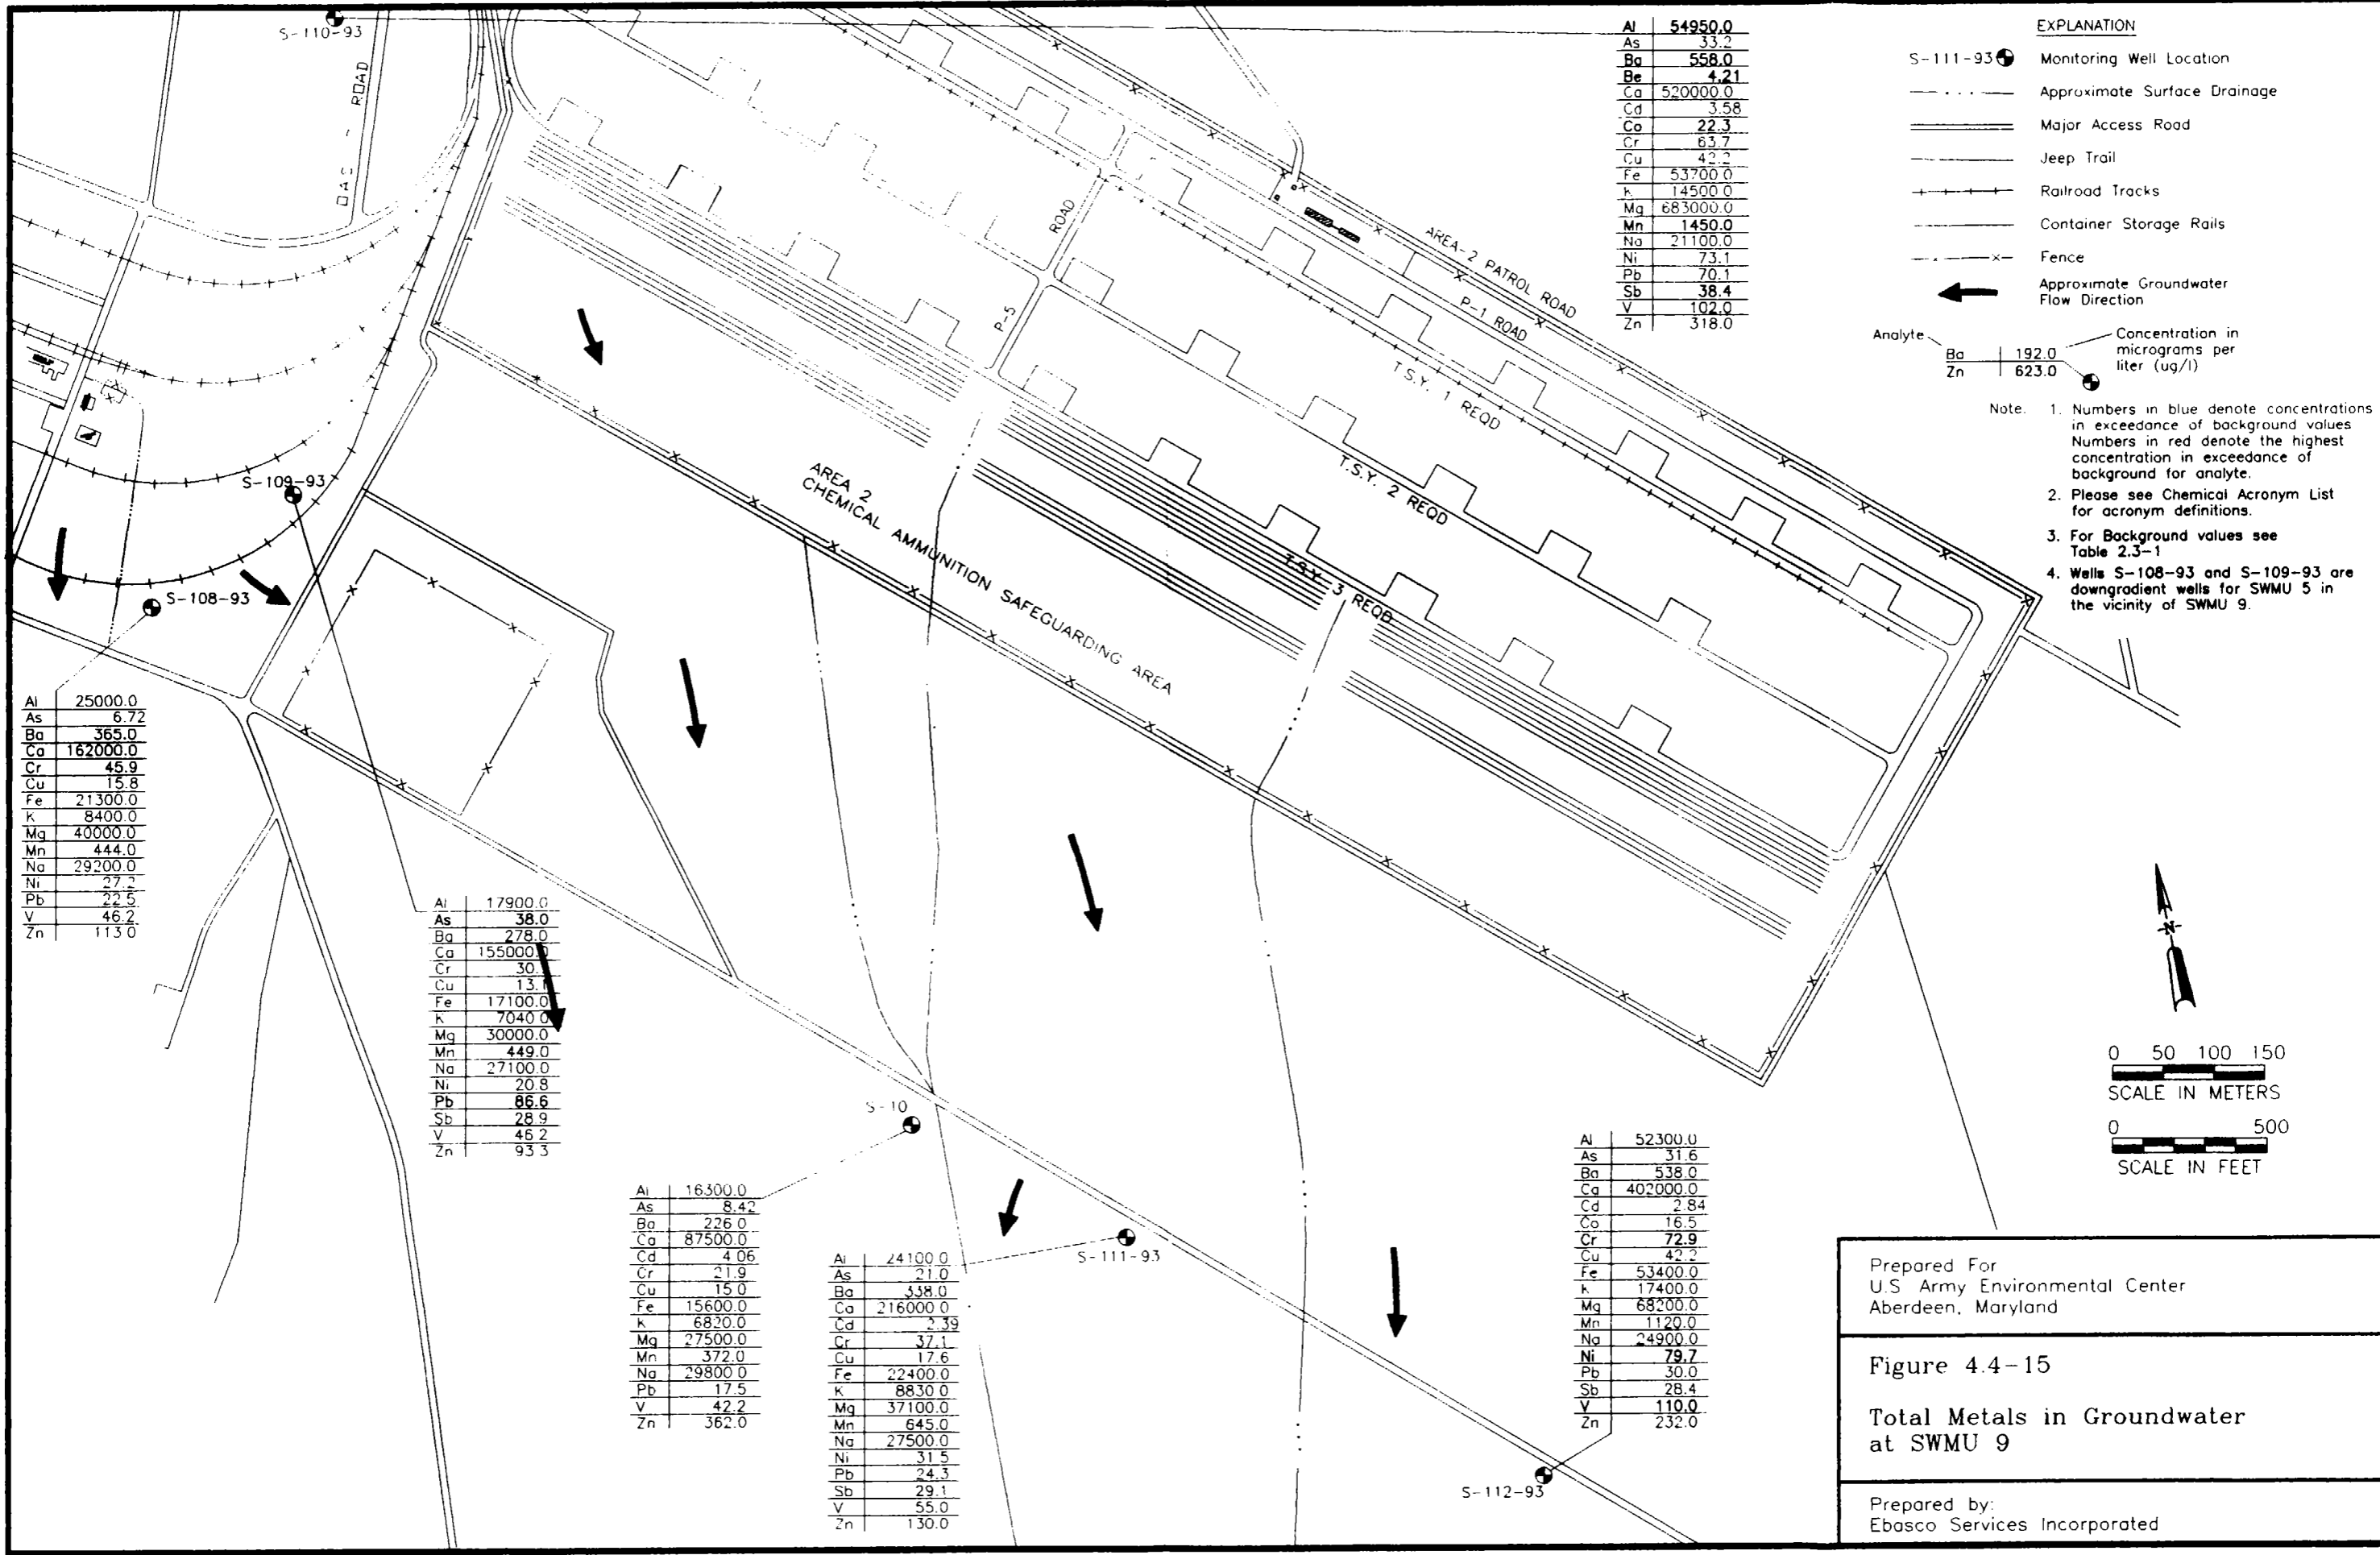 S-110-93
DAS - ROAD
S-109-93
S-108-93
Al 25000.0
As 6.72
Ba 365.0
Ca 162000.0
Cr 45.9
Cu 15.8
Fe 21300.0
K 8400.0
Mg 40000.0
Mn 444.0
Na 29200.0
Ni 27.2
Pb 22.5
V 46.2
Zn 113.0
Al 17900.0
As 38.0
Ba 278.0
Ca 155000.0
Cr 30.
Cu 13.1
Fe 17100.0
K 7040.0
Mg 30000.0
Mn 449.0
Na 27100.0
Ni 20.8
Pb 86.6
Sb 28.9
V 46.2
Zn 93.3
P-5
ROAD
AREA-2 PATROL ROAD
P-1 ROAD
T.S.Y. 1 REQD
T.S.Y. 2 REQD
T.S.Y. 3 REQD
AREA 2
CHEMICAL AMMUNITION SAFEGUARDING AREA
S-10
Al 16300.0
As 8.42
Ba 226.0
Ca 87500.0
Cd 4.06
Cr 21.9
Cu 15.0
Fe 15600.0
K 6820.0
Mg 27500.0
Mn 372.0
Na 29800.0
Pb 17.5
V 42.2
Zn 362.0
S-111-93
Al 24100.0
As 21.0
Ba 338.0
Ca 216000.0
Cd 2.39
Cr 37.1
Cu 17.6
Fe 22400.0
K 8830.0
Mg 37100.0
Mn 645.0
Na 27500.0
Ni 31.5
Pb 24.3
Sb 29.1
V 55.0
Zn 130.0
Al 52300.0
As 31.6
Ba 538.0
Ca 402000.0
Cd 2.84
Co 16.5
Cr 72.9
Cu 42.2
Fe 53400.0
K 17400.0
Mg 68200.0
Mn 1120.0
Na 24900.0
Ni 79.7
Pb 30.0
Sb 28.4
V 110.0
Zn 232.0
S-112-93
Al 54950.0
As 33.2
Ba 558.0
Be 4.21
Ca 520000.0
Cd 3.58
Co 22.3
Cr 63.7
Cu 42.2
Fe 53700.0
K 14500.0
Mg 683000.0
Mn 1450.0
Na 21100.0
Ni 73.1
Pb 70.1
Sb 38.4
V 102.0
Zn 318.0
EXPLANATION
S-111-93 Monitoring Well Location
Approximate Surface Drainage
Major Access Road
Jeep Trail
Railroad Tracks
Container Storage Rails
Fence
Approximate Groundwater
Flow Direction
Analyte
Ba 192.0
Zn 623.0
Concentration in
micrograms per
liter (ug/l)
Note. 1. Numbers in blue denote concentrations
in exceedance of background values
Numbers in red denote the highest
concentration in exceedance of
background for analyte.
2. Please see Chemical Acronym List
for acronym definitions.
3. For Background values see
Table 2.3-1
4. Wells S-108-93 and S-109-93 are
downgradient wells for SWMU 5 in
the vicinity of SWMU 9.
-N-
0 50 100 150
SCALE IN METERS
0 500
SCALE IN FEET
Prepared For
U.S Army Environmental Center
Aberdeen, Maryland
Figure 4.4-15
Total Metals in Groundwater
at SWMU 9
Prepared by:
Ebasco Services Incorporated